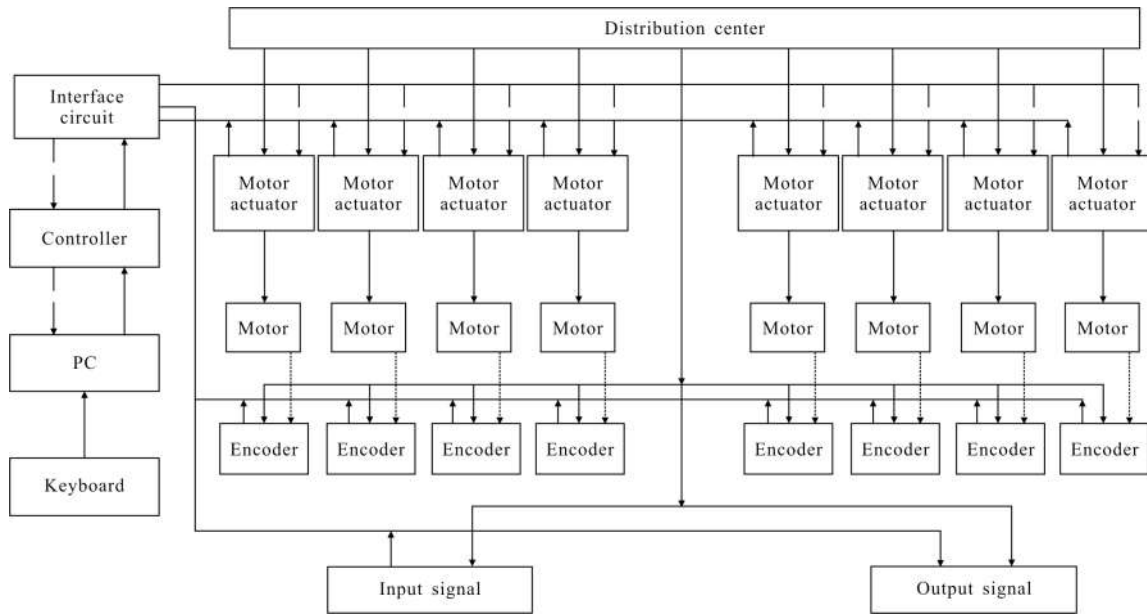 Distribution center
Interface
circuit
Motor
actuator
Motor
actuator
Motor
actuator
Motor
actuator
Motor
actuator
Motor
actuator
Motor
actuator
Motor
actuator
Controller
Motor
Motor
Motor
Motor
Motor
Motor
Motor
Motor
PC
Encoder
Encoder
Encoder
Encoder
Encoder
Encoder
Encoder
Encoder
Keyboard
Input signal
Output signal